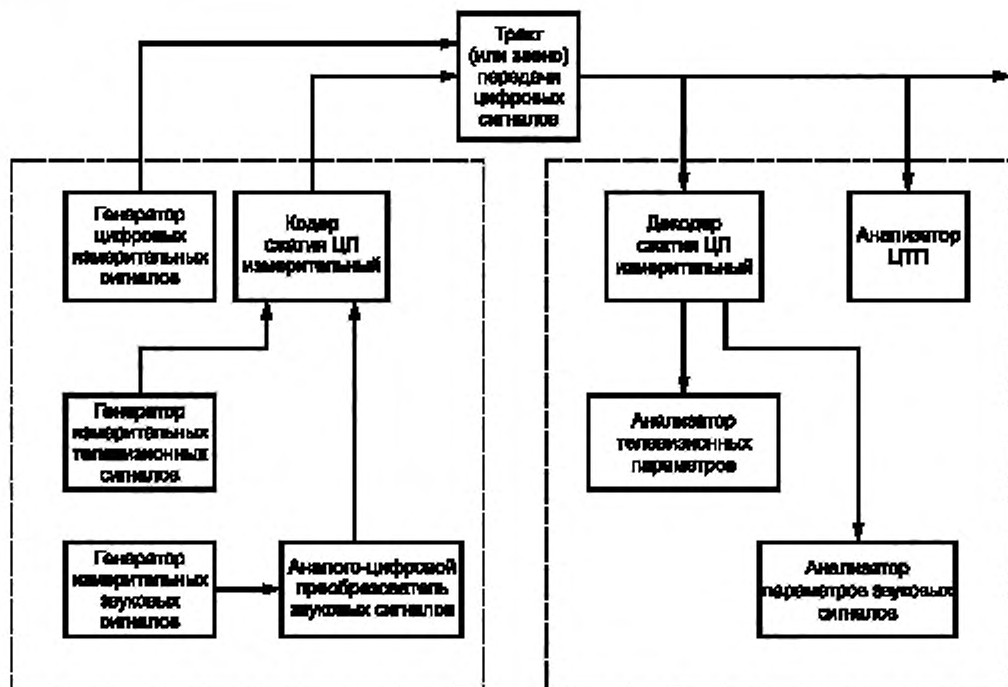 Тракт
(или звено)
передачи
цифровых
сигналов
Генератор
цифровых
измерительных
сигналов
Кодер
сжатия ЦП
измерительный
Декодер
сжатия ЦП
измерительный
Анализатор
ЦТП
Генератор
измерительных
телевизионных
сигналов
Анализатор
телевизионных
параметров
Генератор
измерительных
звуковых
сигналов
Аналого-цифровой
преобразователь
звуковых сигналов
Анализатор
параметров звуковых
сигналов